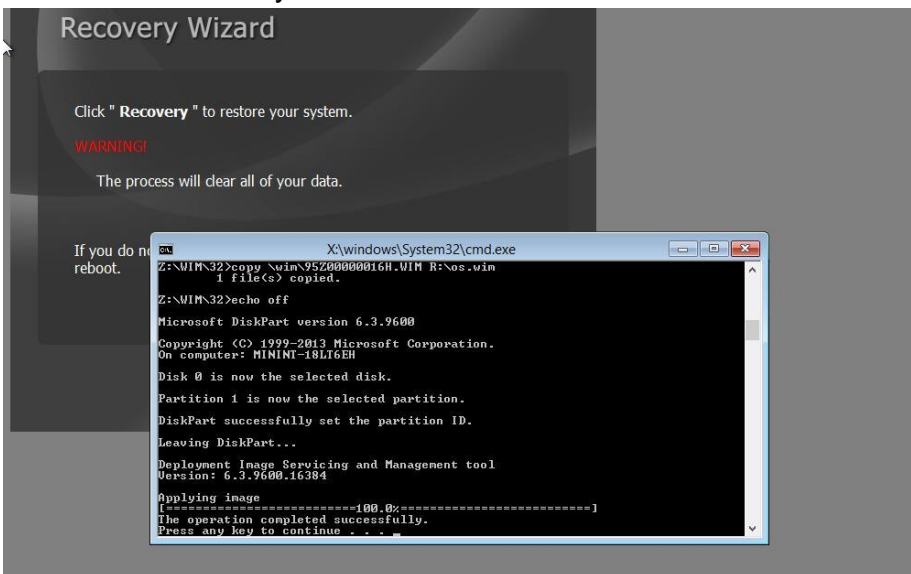 Recovery Wizard
Click " Recovery " to restore your system.
WARNING!
The process will clear all of your data.
If you do n
reboot.
X:\windows\System32\cmd.exe
Z:\WIM\32>copy \wim\95Z00000016H.WIM R:\os.wim
1 file(s) copied.
Z:\WIM\32>echo off
Microsoft DiskPart version 6.3.9600
Copyright (C) 1999-2013 Microsoft Corporation.
On computer: MININT-18LT6EH
Disk 0 is now the selected disk.
Partition 1 is now the selected partition.
DiskPart successfully set the partition ID.
Leaving DiskPart...
Deployment Image Servicing and Management tool
Version: 6.3.9600.16384
Applying image
[==========================100.0%==========================]
The operation completed successfully.
Press any key to continue . . . _